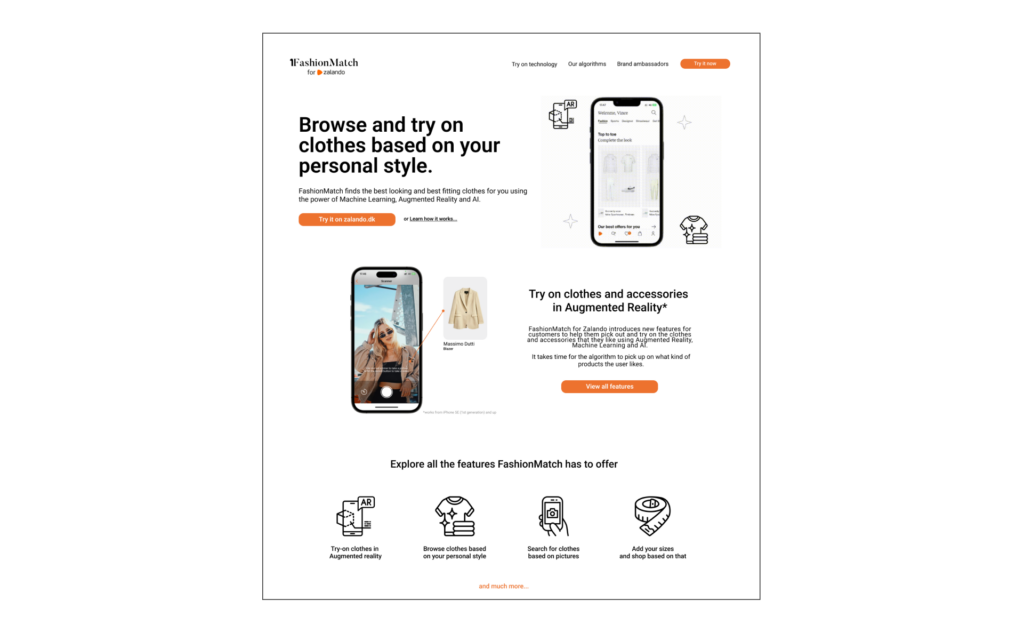 1FashionMatch
for zalando
Try on technology
Our algorithms
Brand ambassadors
Try it now
Browse and try on
clothes based on your
personal style.
FashionMatch finds the best looking and best fitting clothes for you using
the power of Machine Learning, Augmented Reality and AI.
Try it on zalando.dk
or Learn how it works...
AR
Top in tux
Complete the look
Our best offers for you
Massimo Dutti
Blazer
Try on clothes and accessories
in Augmented Reality*
FashionMatch for Zalando introduces new features for
customers to help them pick out and try on the clothes
and accessories that they like using Augmented Reality,
Machine Learning and AI.
It takes time for the algorithm to pick up on what kind of
products the user likes.
View all features
Explore all the features FashionMatch has to offer
AR
Try-on clothes in
Augmented reality
Browse clothes based
on your personal style
Search for clothes
based on pictures
Add your sizes
and shop based on that
and much more...